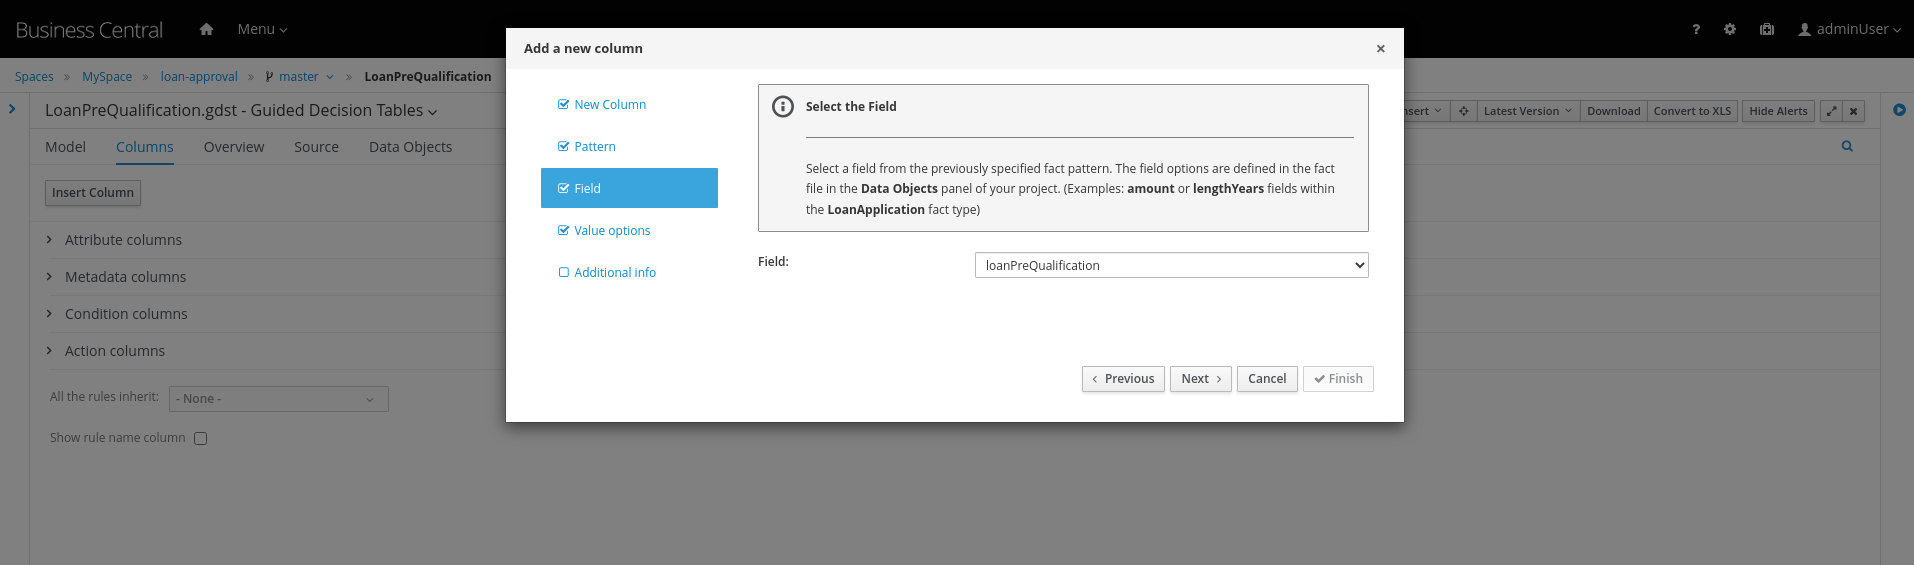 Business Central
Menu
?
adminUser
Spaces » MySpace » loan-approval » master » LoanPreQualification
LoanPreQualification.gdst - Guided Decision Tables
Latest Version
Download
Convert to XLS
Hide Alerts
Model
Columns
Overview
Source
Data Objects
Insert Column
Attribute columns
Metadata columns
Condition columns
Action columns
All the rules inherit:
- None -
Show rule name column
Add a new column
×
New Column
Pattern
Field
Value options
Additional info
Select the Field
Select a field from the previously specified fact pattern. The field options are defined in the fact
file in the Data Objects panel of your project. (Examples: amount or lengthYears fields within
the LoanApplication fact type)
Field:
loanPreQualification
Previous
Next
Cancel
Finish